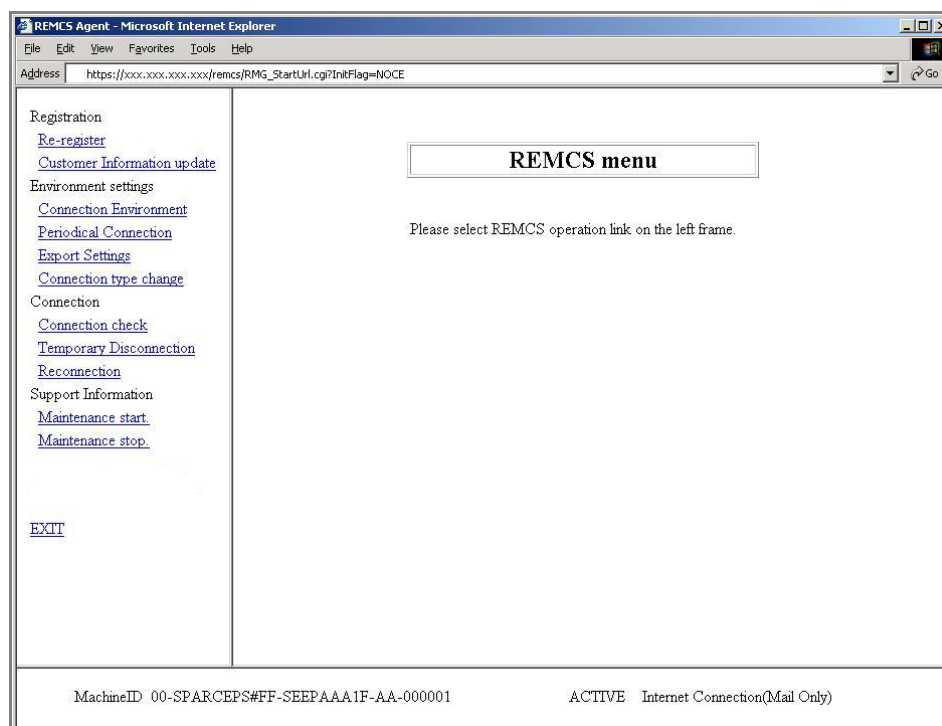 REMCS Agent - Microsoft Internet Explorer
File Edit View Favorites Tools Help
Address https://xxx.xxx.xxx.xxx/remcs/RMG_StartUrl.cgi?InitFlag=NOCE Go
Registration
Re-register
Customer Information update
Environment settings
Connection Environment
Periodical Connection
Export Settings
Connection type change
Connection
Connection check
Temporary Disconnection
Reconnection
Support Information
Maintenance start.
Maintenance stop.
EXIT
REMCS menu
Please select REMCS operation link on the left frame.
MachineID 00-SPARCEPS#FF-SEEPAAA1F-AA-000001 ACTIVE Internet Connection(Mail Only)